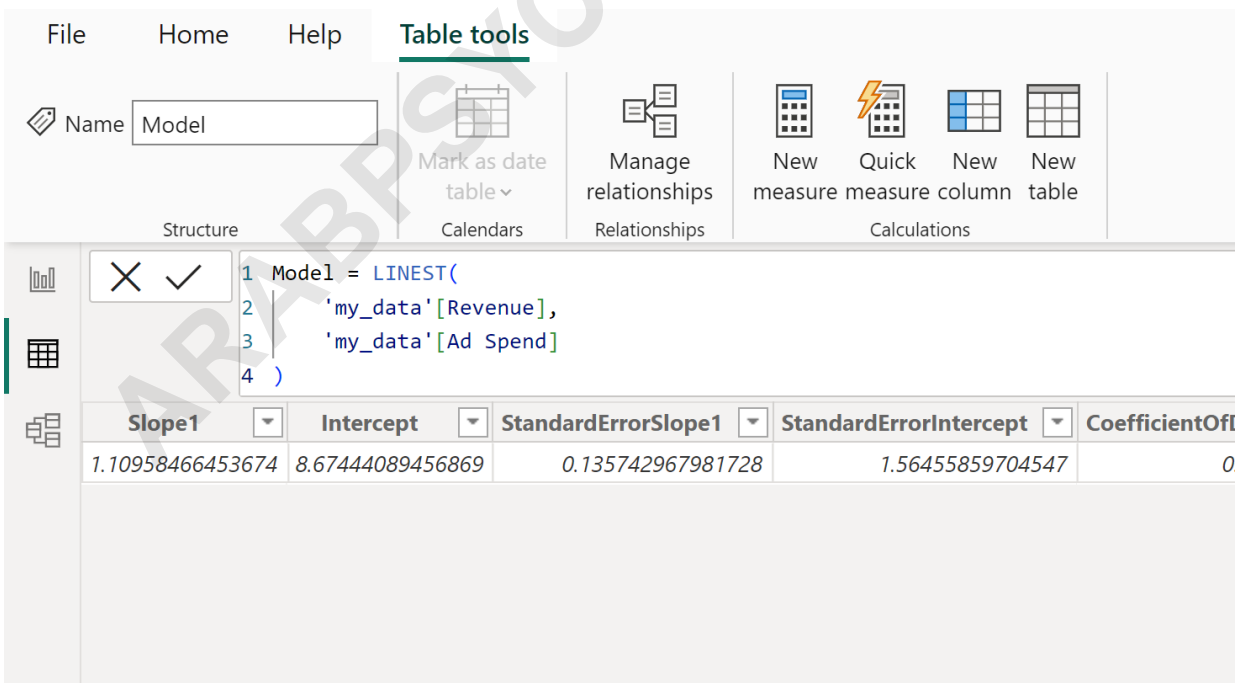 File Home Help Table tools
Name Model
Mark as date table
Manage relationships
New measure
Quick measure
New column
New table
Structure
Calendars
Relationships
Calculations
1 Model = LINEST(
2 'my_data'[Revenue],
3 'my_data'[Ad Spend]
4 )
Slope1 Intercept StandardErrorSlope1 StandardErrorIntercept
1.10958466453674 8.67444089456869 0.135742967981728 1.56455859704547